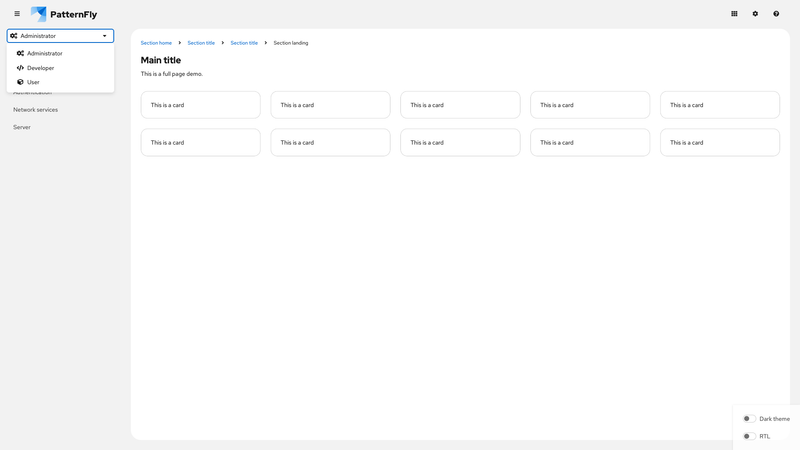 PatternFly
Administrator
Administrator
Developer
User
Authentication
Network services
Server
Section home
Section title
Section title
Section landing
Main title
This is a full page demo.
This is a card
This is a card
This is a card
This is a card
This is a card
This is a card
This is a card
This is a card
This is a card
This is a card
Dark theme
RTL